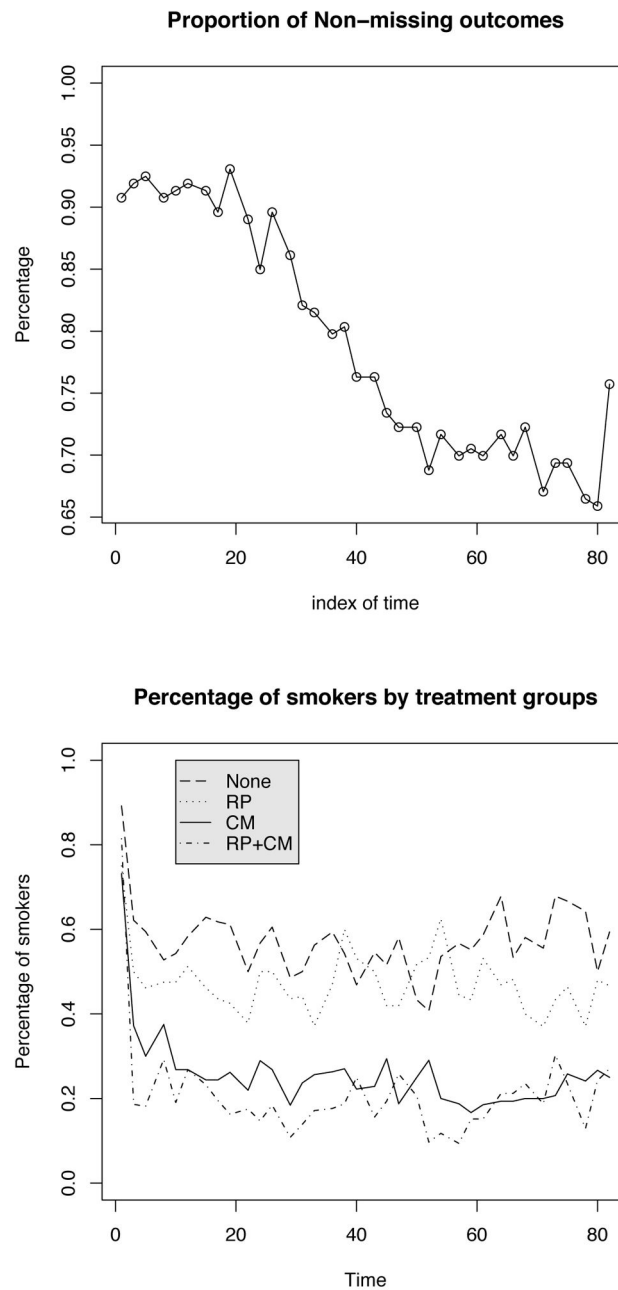 Proportion of Non−missing outcomes
1.00
0.95
0.90
0.85
0.80
0.75
0.70
0.65
Percentage
0 20 40 60 80
index of time
Percentage of smokers by treatment groups
1.0
0.8
0.6
0.4
0.2
0.0
Percentage of smokers
None
RP
CM
RP+CM
0 20 40 60 80
Time